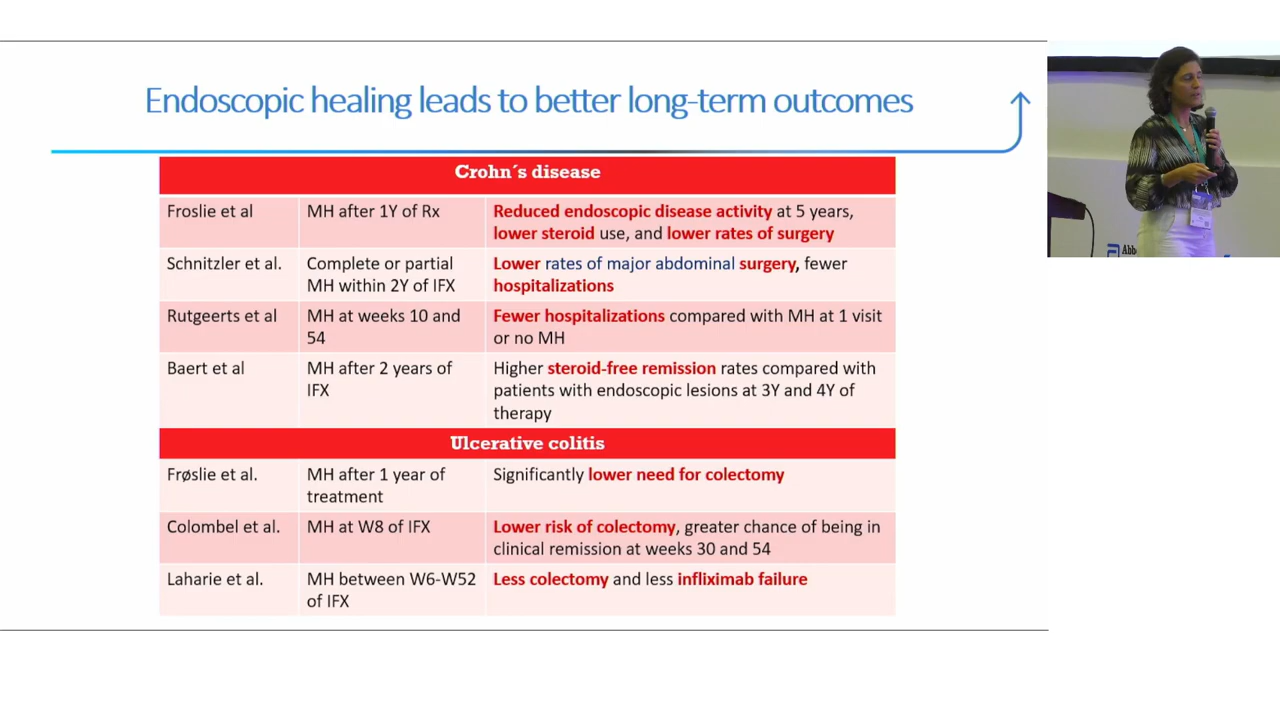 Endoscopic healing leads to better long-term outcomes
Crohn´s disease
Froslie et al
MH after 1Y of Rx
Reduced endoscopic disease activity at 5 years,
lower steroid use, and lower rates of surgery
Schnitzler et al.
Complete or partial
MH within 2Y of IFX
Lower rates of major abdominal surgery, fewer
hospitalizations
Rutgeerts et al
MH at weeks 10 and
54
Fewer hospitalizations compared with MH at 1 visit
or no MH
Baert et al
MH after 2 years of
IFX
Higher steroid-free remission rates compared with
patients with endoscopic lesions at 3Y and 4Y of
therapy
Ulcerative colitis
Frøslie et al.
MH after 1 year of
treatment
Significantly lower need for colectomy
Colombel et al.
MH at W8 of IFX
Lower risk of colectomy, greater chance of being in
clinical remission at weeks 30 and 54
Laharie et al.
MH between W6-W52
of IFX
Less colectomy and less infliximab failure